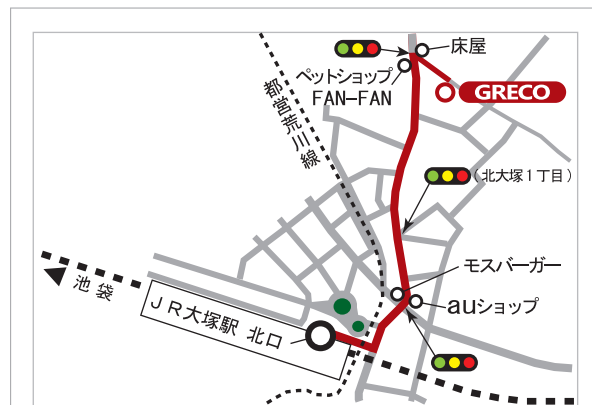 床屋
ペットショップ
FAN-FAN
GRECO
都営荒川線
(北大塚1丁目)
モスバーガー
auショップ
池袋
JR大塚駅 北口